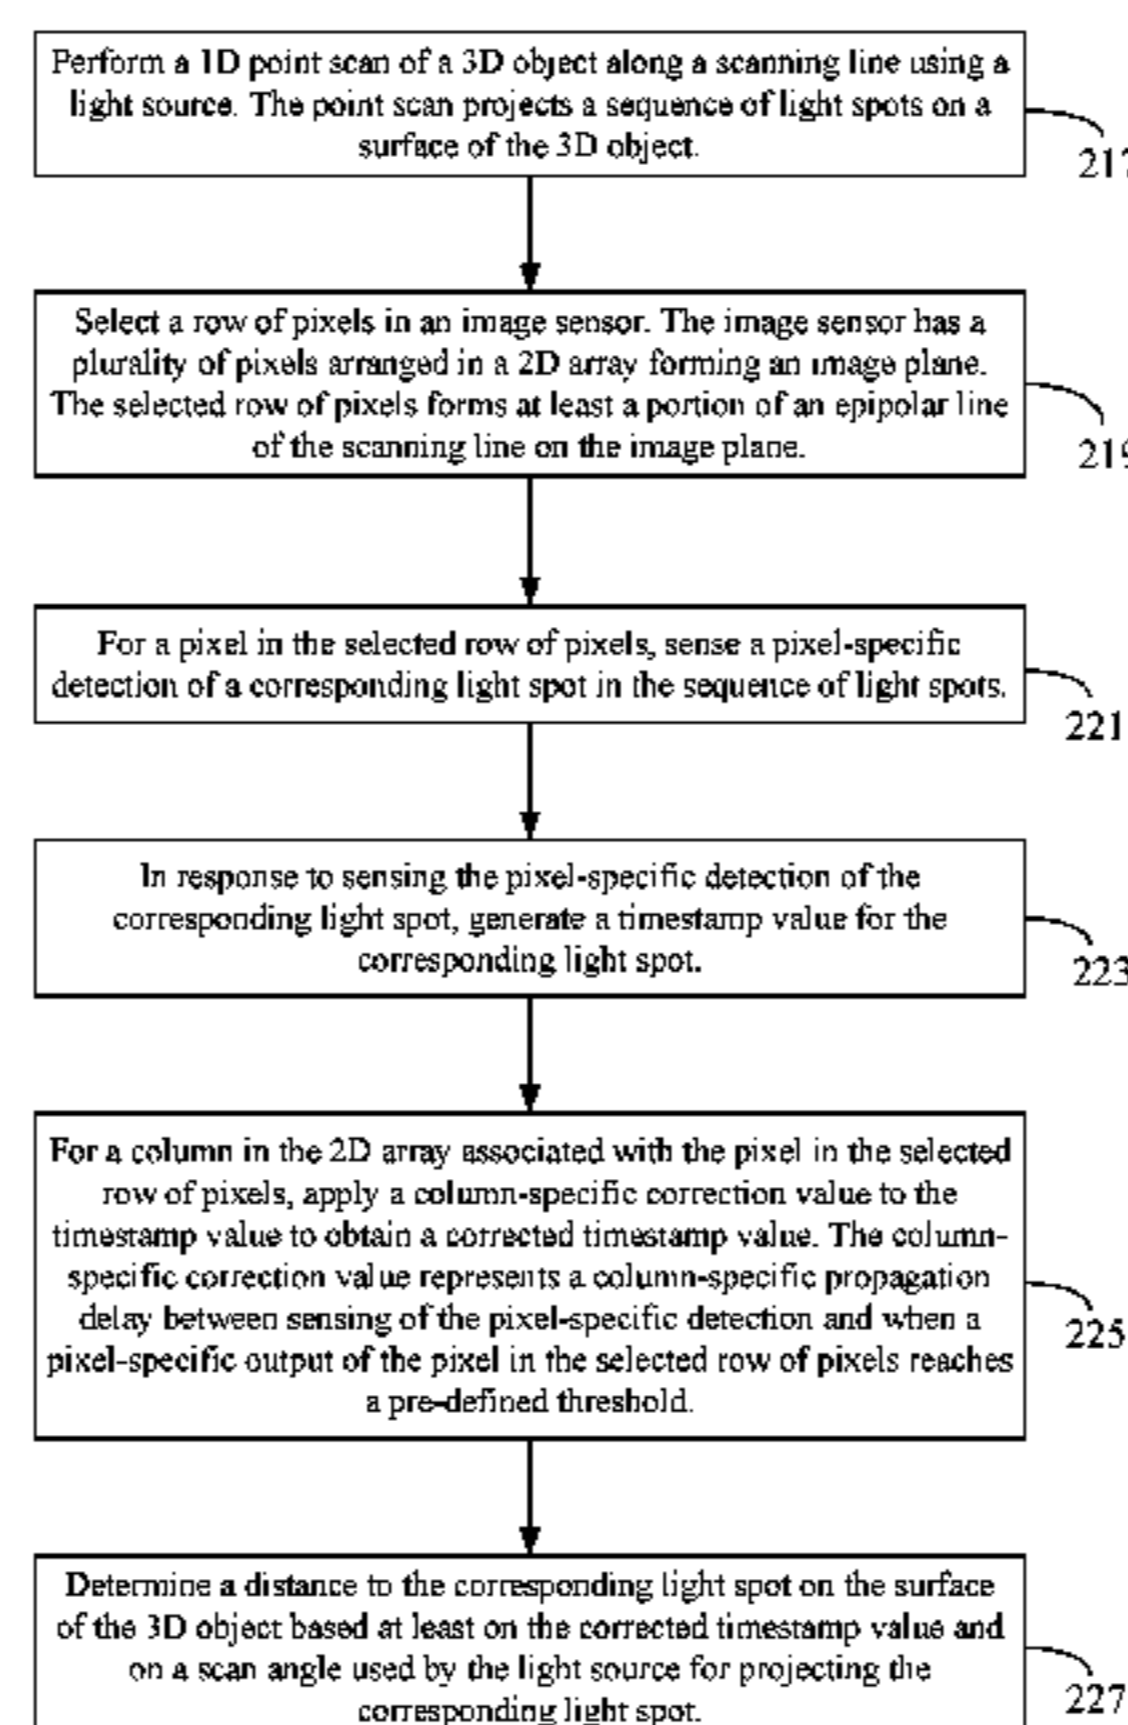 Perform a 1D point scan of a 3D object along a scanning line using a
light source. The point scan projects a sequence of light spots on a
surface of the 3D object.
217
Select a row of pixels in an image sensor. The image sensor has a
plurality of pixels arranged in a 2D array forming an image plane.
The selected row of pixels forms at least a portion of an epipolar line
of the scanning line on the image plane.
219
For a pixel in the selected row of pixels, sense a pixel-specific
detection of a corresponding light spot in the sequence of light spots.
221
In response to sensing the pixel-specific detection of the
corresponding light spot, generate a timestamp value for the
corresponding light spot.
223
For a column in the 2D array associated with the pixel in the selected
row of pixels, apply a column-specific correction value to the
timestamp value to obtain a corrected timestamp value. The column-
specific correction value represents a column-specific propagation
delay between sensing of the pixel-specific detection and when a
pixel-specific output of the pixel in the selected row of pixels reaches
a pre-defined threshold.
225
Determine a distance to the corresponding light spot on the surface
of the 3D object based at least on the corrected timestamp value and
on a scan angle used by the light source for projecting the
corresponding light spot.
227